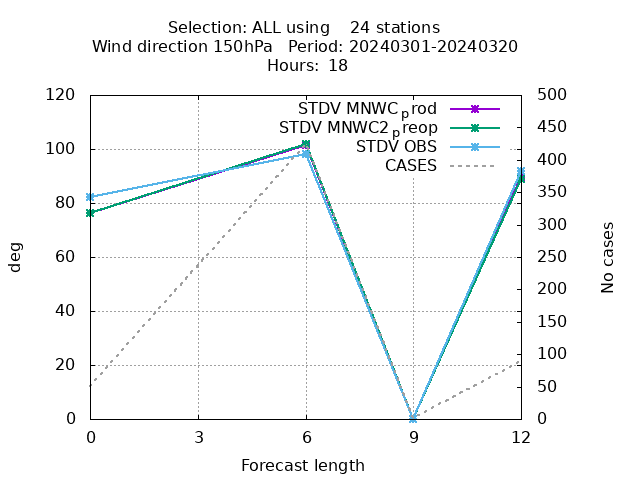 Selection: ALL using    24 stations
Wind direction 150hPa   Period: 20240301-20240320
Hours:  18
STDV MNWC_prod
STDV MNWC2_preop
STDV OBS
CASES
120
100
80
60
40
20
0
deg
500
450
400
350
300
250
200
150
100
50
0
No cases
0 3 6 9 12
Forecast length